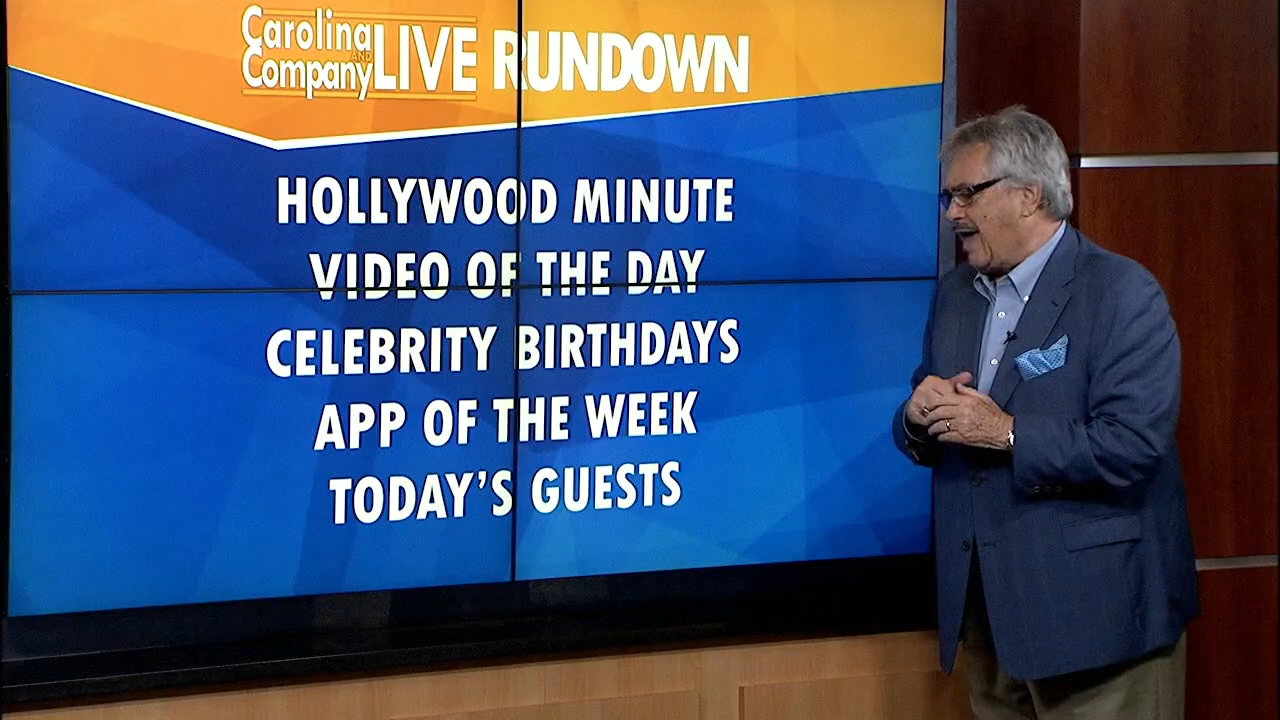 Carolina AND Company LIVE RUNDOWN
HOLLYWOOD MINUTE
VIDEO OF THE DAY
CELEBRITY BIRTHDAYS
APP OF THE WEEK
TODAY'S GUESTS